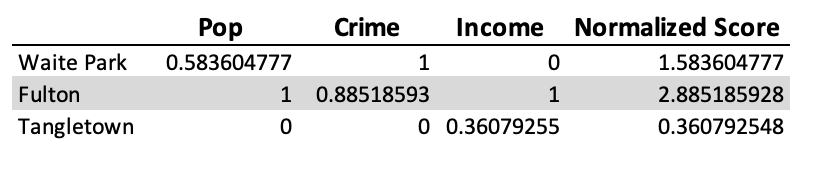 Pop Crime Income Normalized Score
Waite Park 0.583604777 1 0 1.583604777
Fulton 1 0.88518593 1 2.885185928
Tangletown 0 0 0.36079255 0.360792548